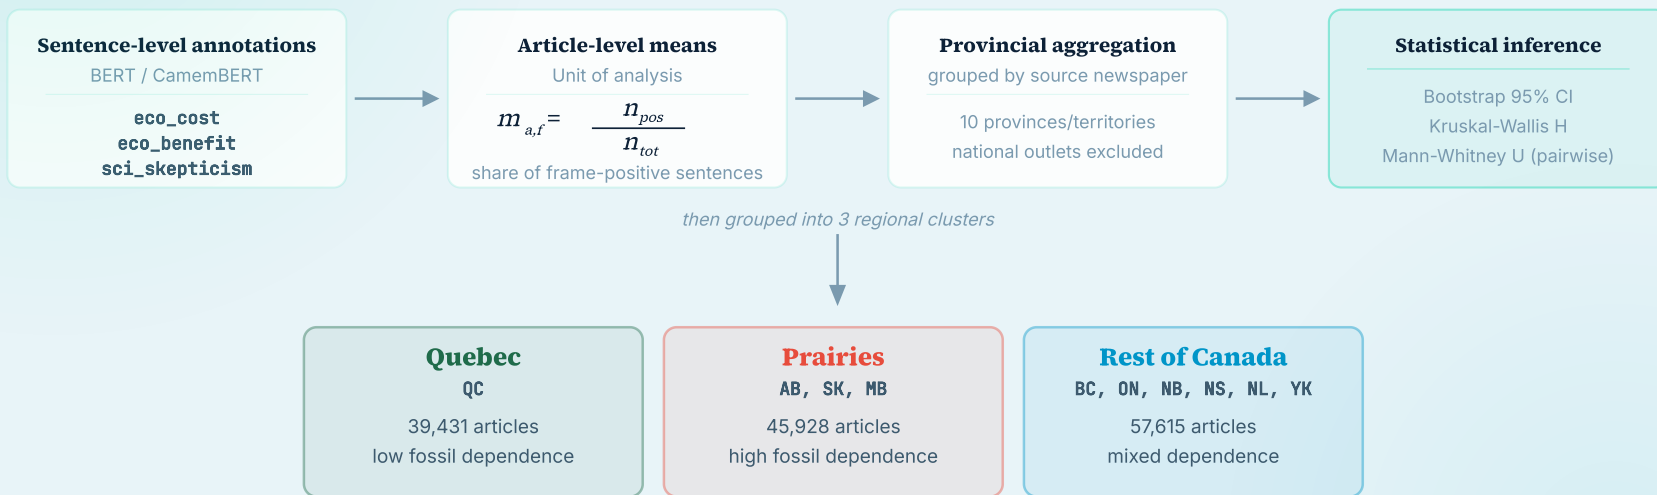 Sentence-level annotations
BERT / CamemBERT
eco_cost
eco_benefit
sci_skepticism
Article-level means
Unit of analysis
m_{a,f} = n_{pos} / n_{tot}
share of frame-positive sentences
Provincial aggregation
grouped by source newspaper
10 provinces/territories
national outlets excluded
Statistical inference
Bootstrap 95% CI
Kruskal-Wallis H
Mann-Whitney U (pairwise)
then grouped into 3 regional clusters
Quebec
QC
39,431 articles
low fossil dependence
Prairies
AB, SK, MB
45,928 articles
high fossil dependence
Rest of Canada
BC, ON, NB, NS, NL, YK
57,615 articles
mixed dependence